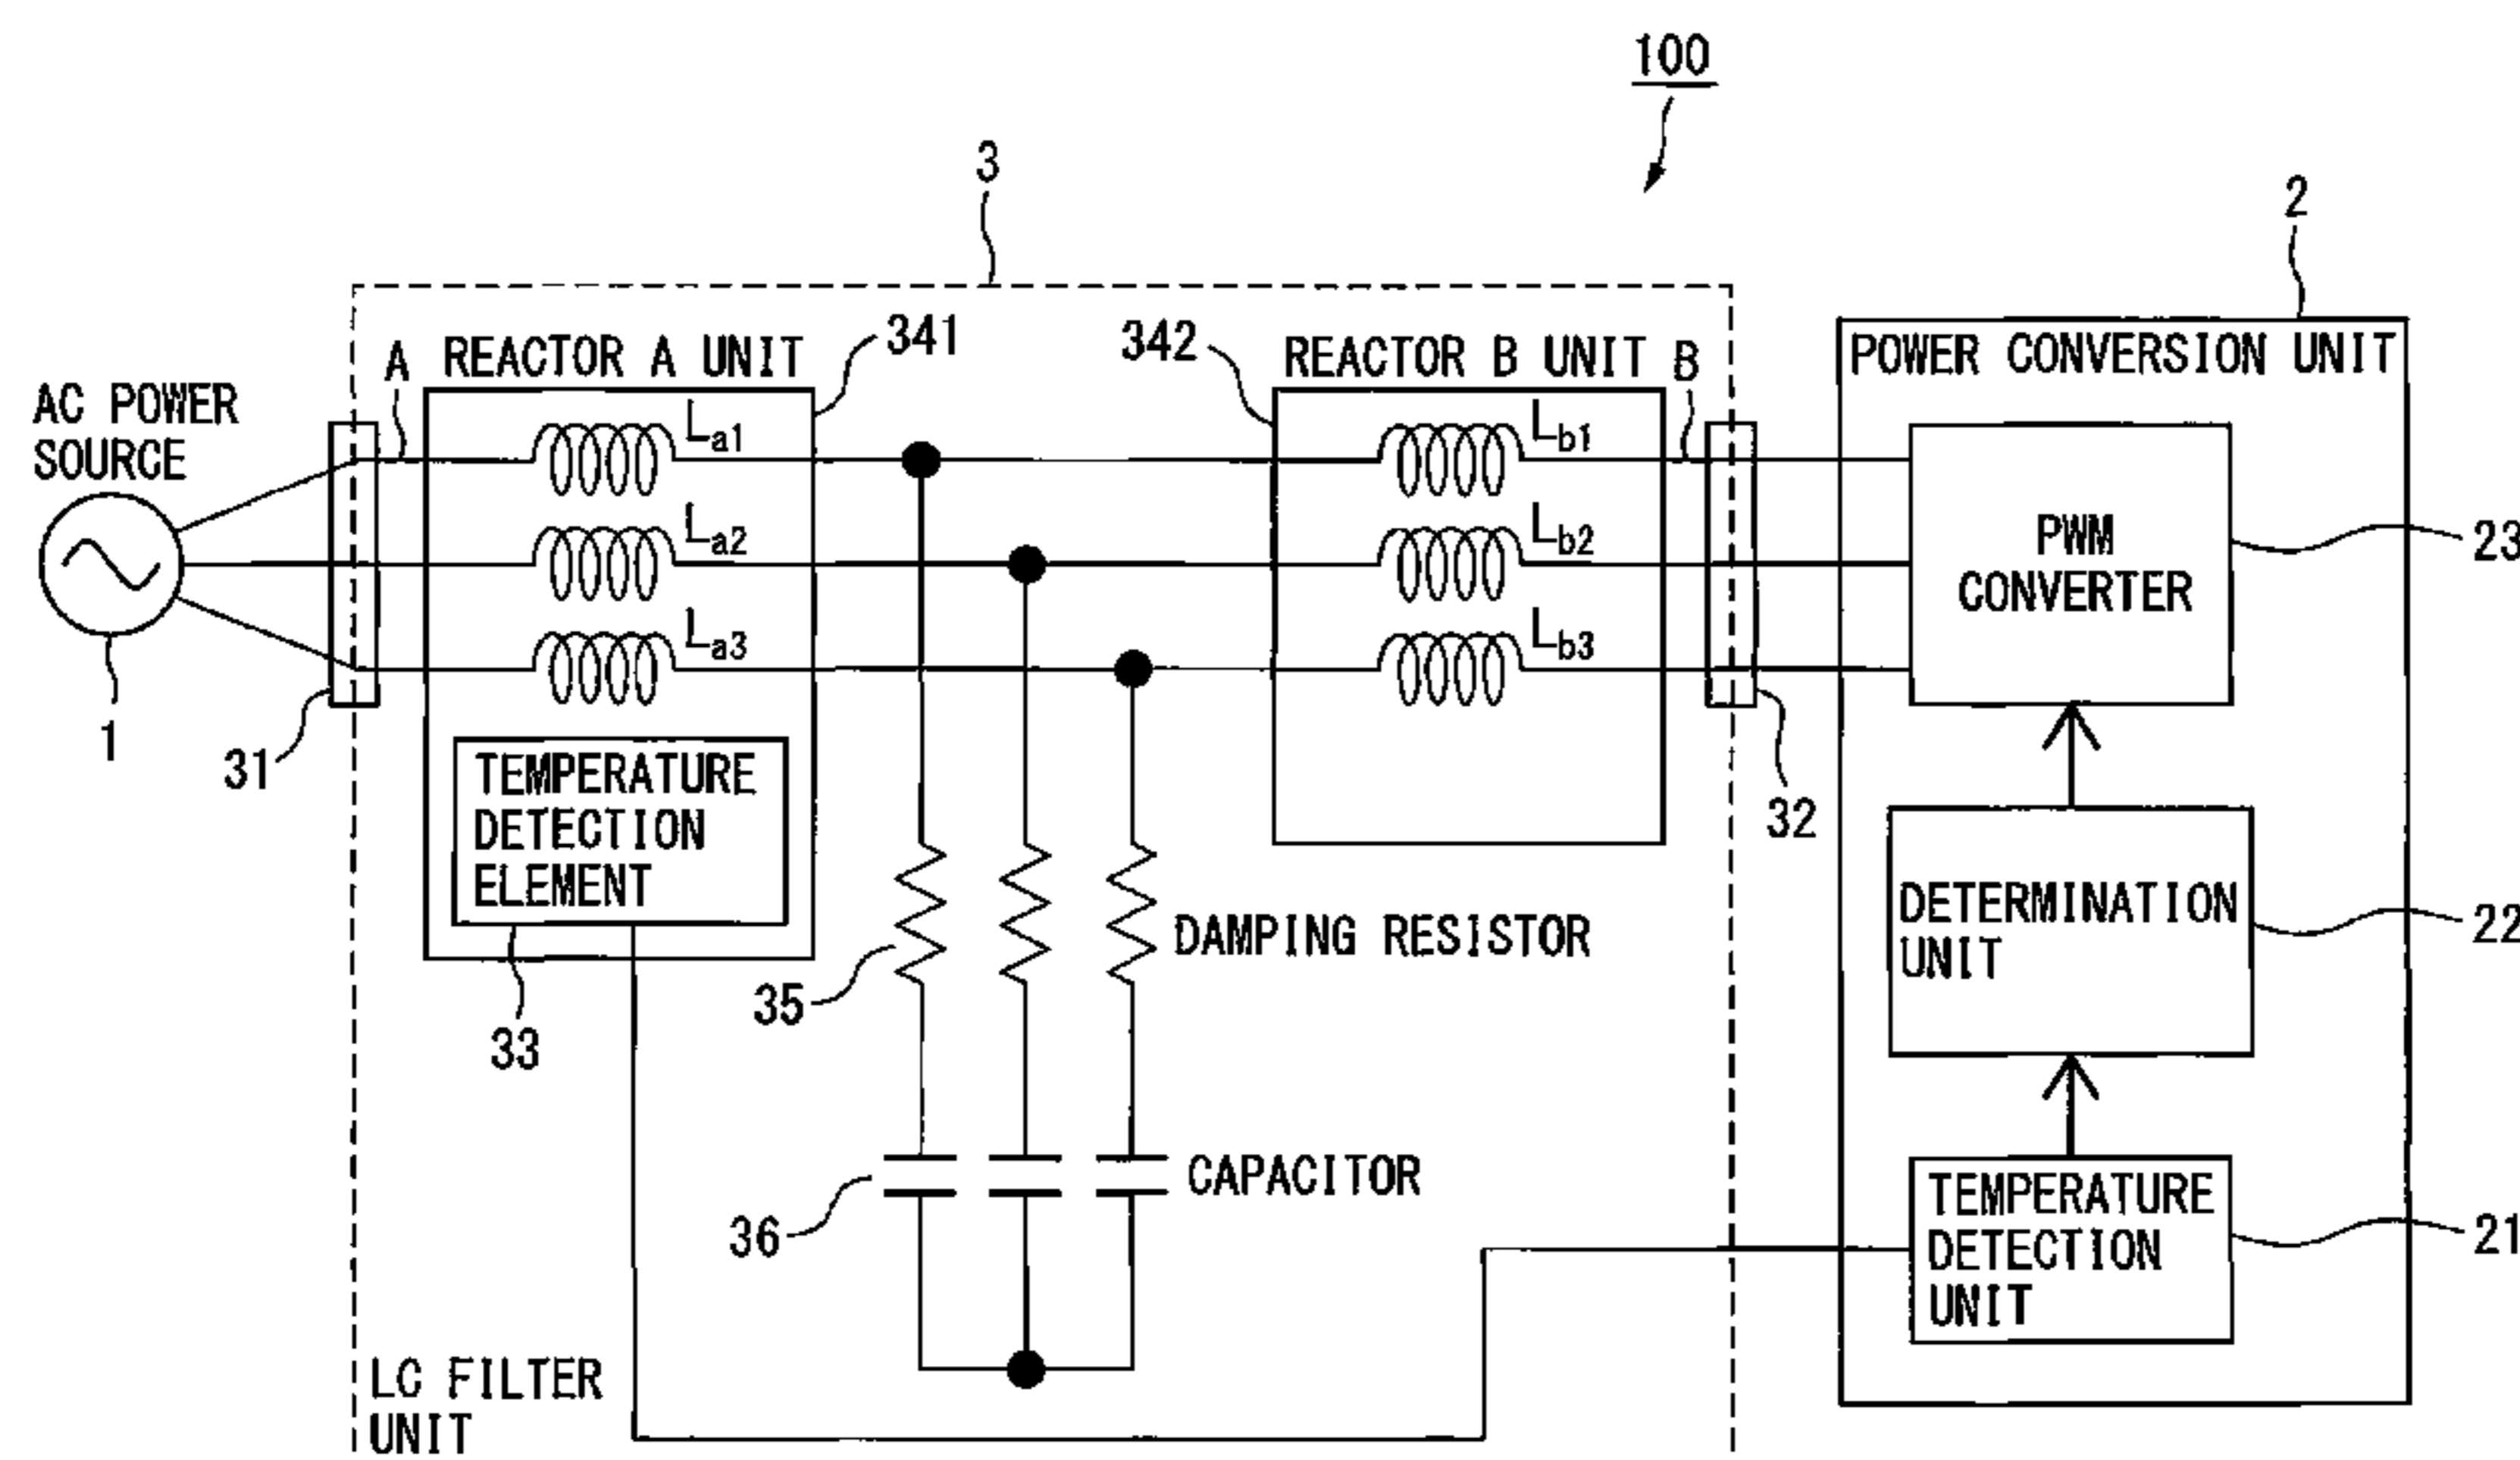 100
3
2
341
342
A
REACTOR A UNIT
REACTOR B UNIT
B
POWER CONVERSION UNIT
AC POWER
SOURCE
La1
Lb1
La2
Lb2
La3
Lb3
PWM
CONVERTER
23
1
31
32
TEMPERATURE
DETECTION
ELEMENT
33
35
DAMPING RESISTOR
DETERMINATION
UNIT
22
36
CAPACITOR
TEMPERATURE
DETECTION
UNIT
21
LC FILTER
UNIT